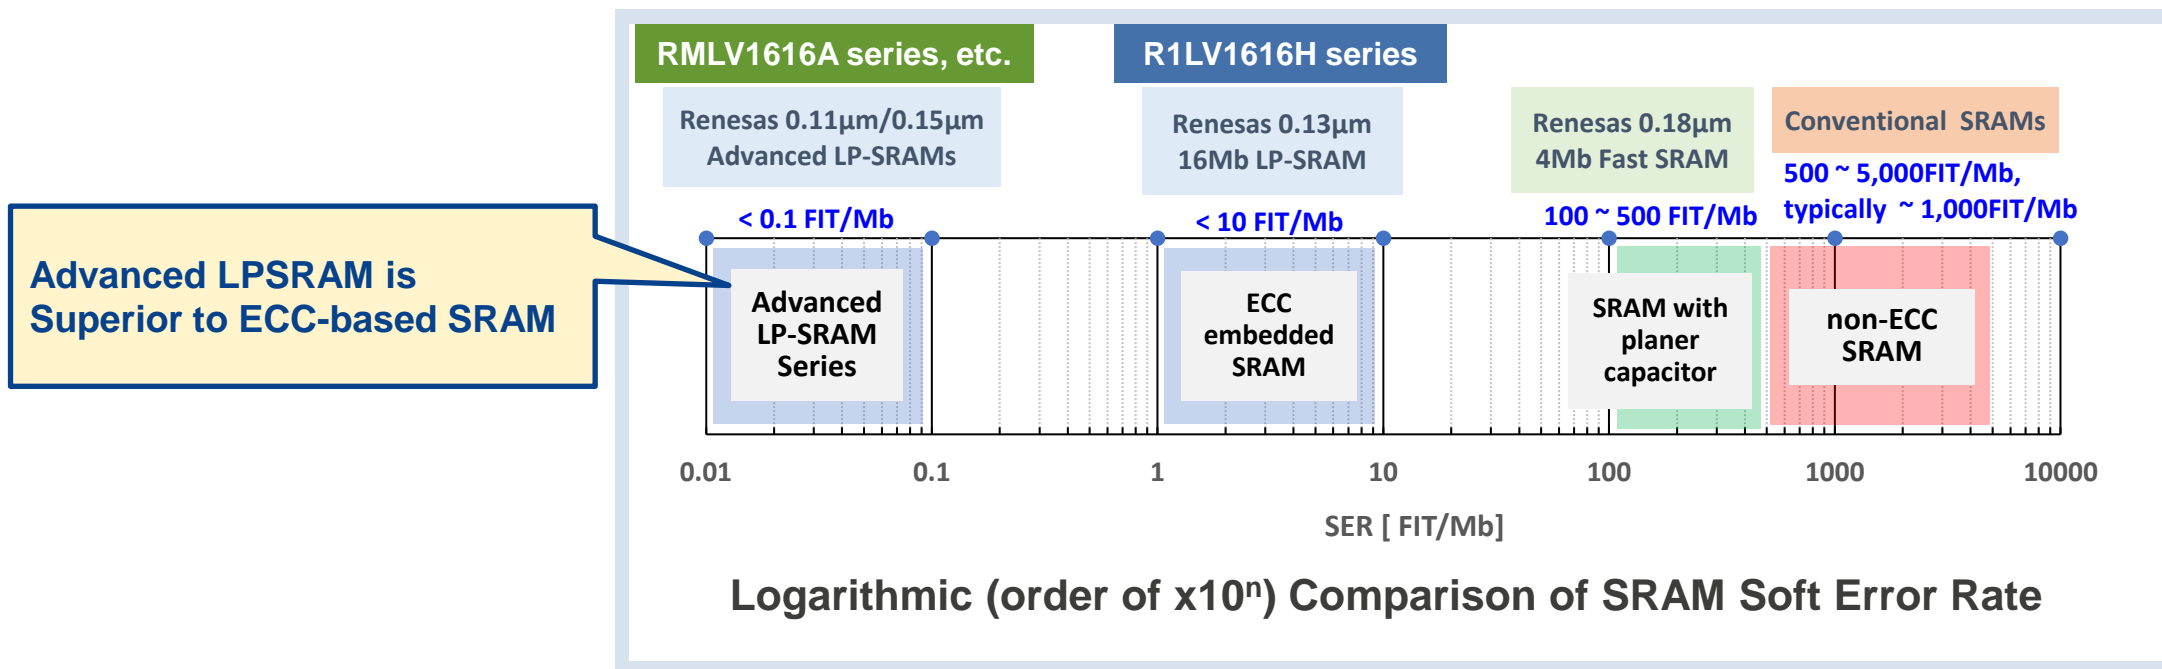 RMLV1616A series, etc.
R1LV1616H series
Renesas 0.11µm/0.15µm
Advanced LP-SRAMs
Renesas 0.13µm
16Mb LP-SRAM
Renesas 0.18µm
4Mb Fast SRAM
Conventional SRAMs
< 0.1 FIT/Mb
< 10 FIT/Mb
100 ~ 500 FIT/Mb
500 ~ 5,000FIT/Mb,
typically ~ 1,000FIT/Mb
Advanced LPSRAM is
Superior to ECC-based SRAM
Advanced
LP-SRAM
Series
ECC
embedded
SRAM
SRAM with
planer
capacitor
non-ECC
SRAM
0.01 0.1 1 10 100 1000 10000
SER [ FIT/Mb]
Logarithmic (order of x10ⁿ) Comparison of SRAM Soft Error Rate